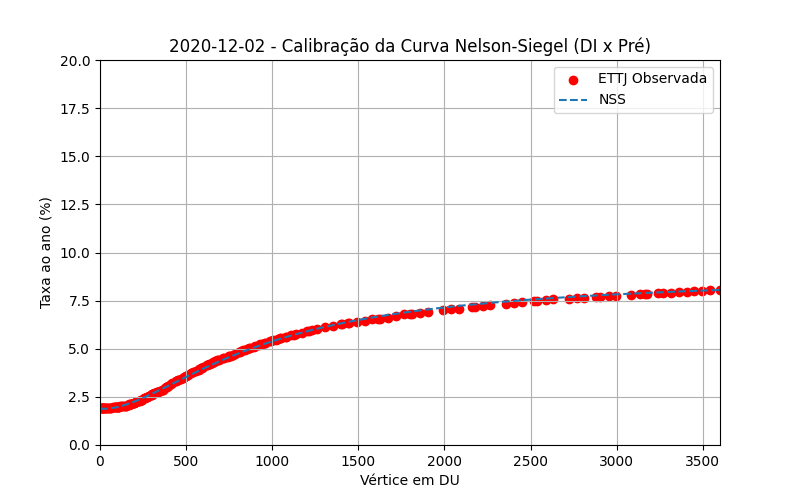 2020-12-02 - Calibração da Curva Nelson-Siegel (DI x Pré)
20.0
17.5
15.0
12.5
10.0
7.5
5.0
2.5
0.0
Taxa ao ano (%)
ETTJ Observada
NSS
0 500 1000 1500 2000 2500 3000 3500
Vértice em DU